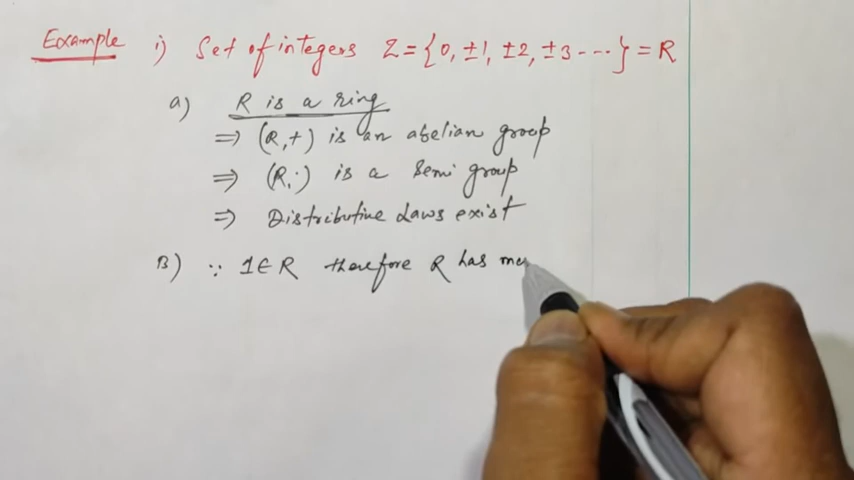 Example i) Set of integers Z = {0, ±1, ±2, ±3 ---- } = R
a) R is a ring
⇒ (R,+) is an abelian group
⇒ (R,·) is a semi group
⇒ Distributive Laws exist
B) ∵ 1 ∈ R therefore R has